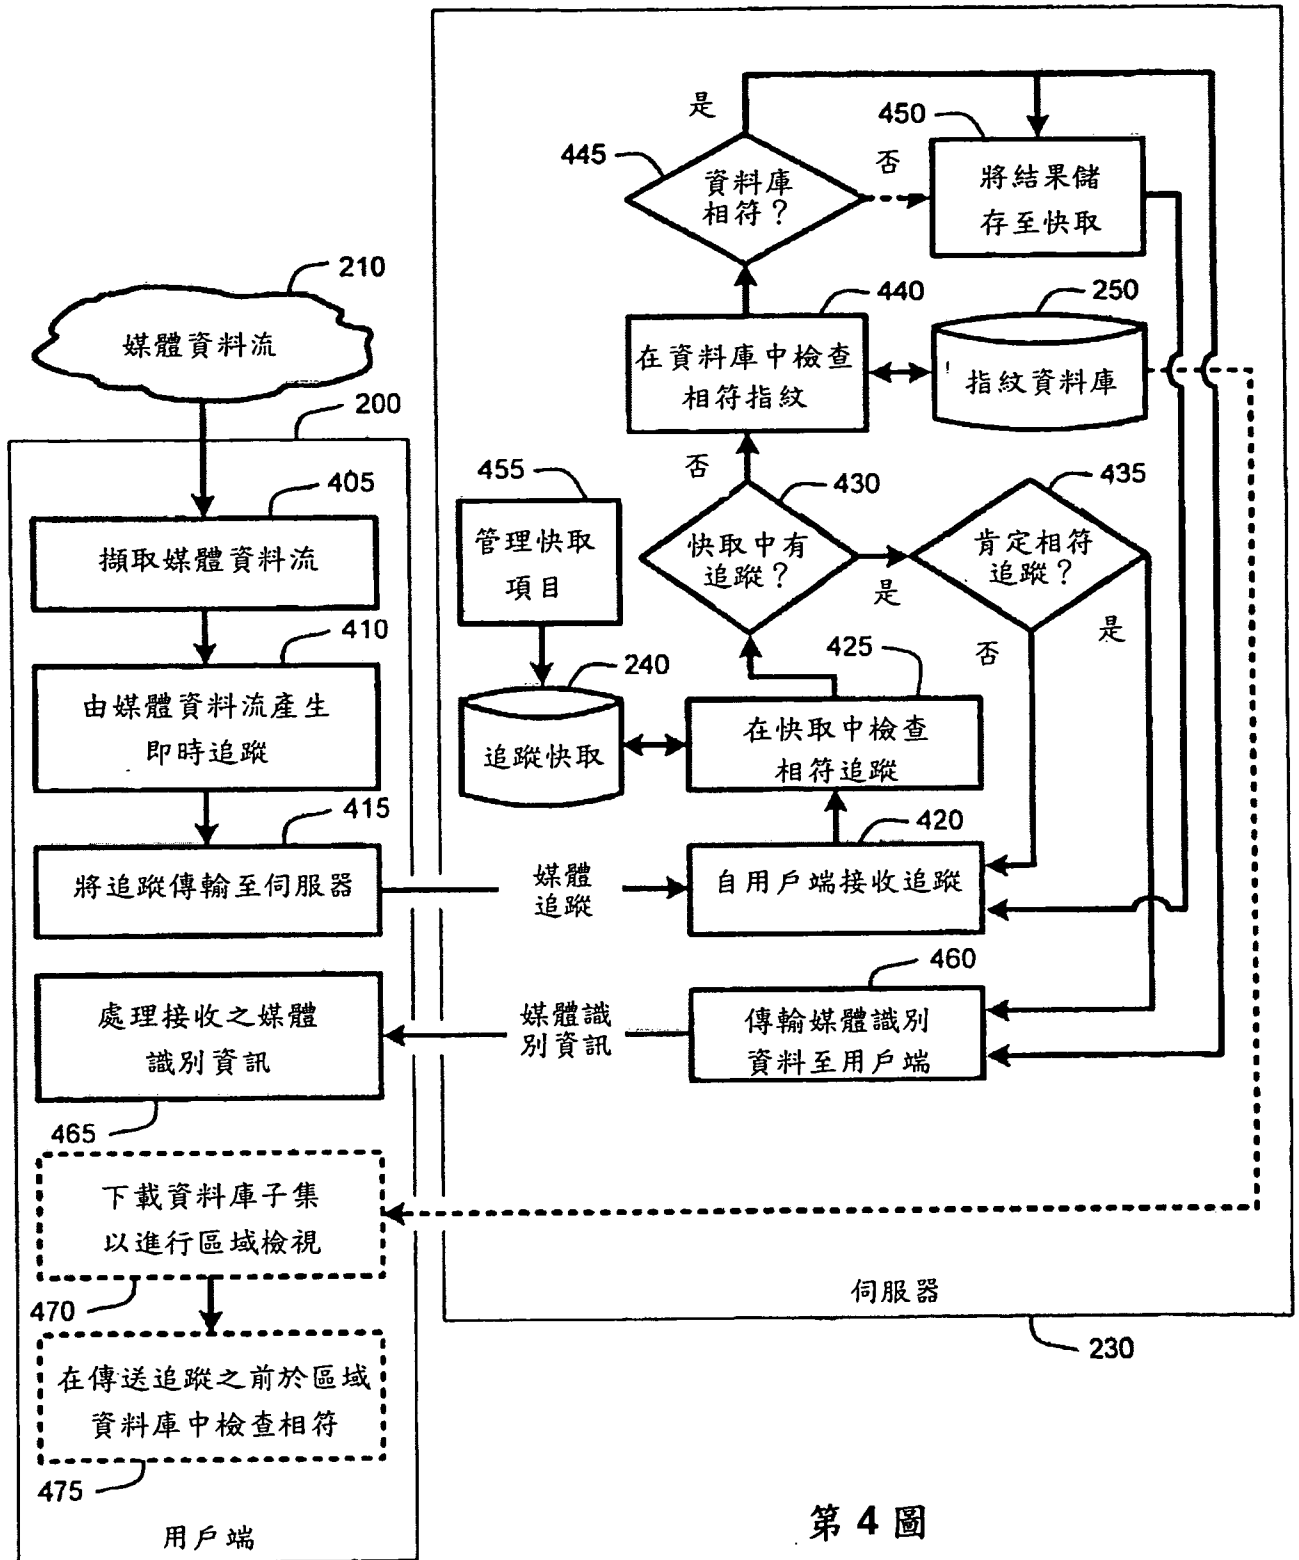 是
450
445
否
資料庫
相符？
將結果儲
存至快取
210
媒體資料流
440
250
在資料庫中檢查
相符指紋
指紋資料庫
200
否
455
430
435
405
擷取媒體資料流
管理快取
項目
快取中有
追蹤？
是
肯定相符
追蹤？
是
否
410
由媒體資料流產生
即時追蹤
240
追蹤快取
425
在快取中檢查
相符追蹤
415
將追蹤傳輸至伺服器
媒體
追蹤
420
自用戶端接收追蹤
460
處理接收之媒體
識別資訊
媒體識
別資訊
傳輸媒體識別
資料至用戶端
465
下載資料庫子集
以進行區域檢視
470
伺服器
230
在傳送追蹤之前於區域
資料庫中檢查相符
475
用戶端
第 4 圖